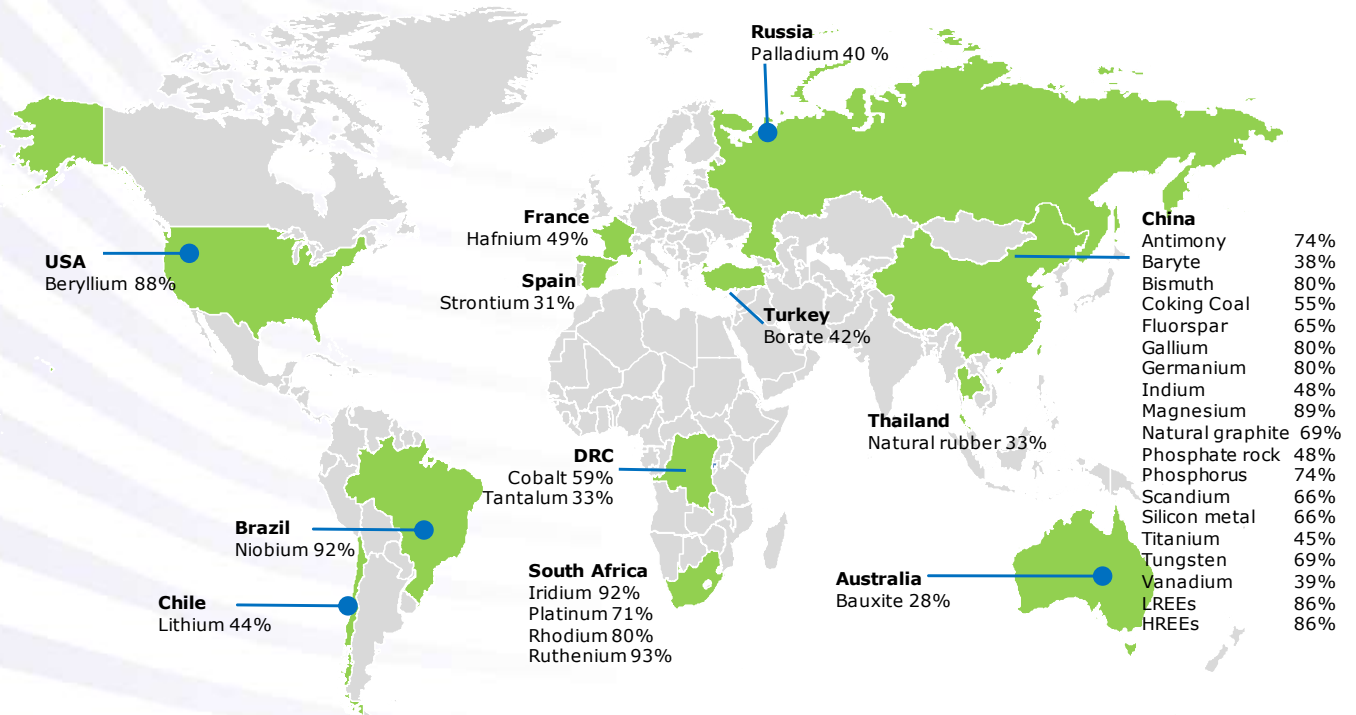 Russia
Palladium 40 %
France
Hafnium 49%
Spain
Strontium 31%
USA
Beryllium 88%
Turkey
Borate 42%
China
Antimony 74%
Baryte 38%
Bismuth 80%
Coking Coal 55%
Fluorspar 65%
Gallium 80%
Germanium 80%
Indium 48%
Magnesium 89%
Natural graphite 69%
Phosphate rock 48%
Phosphorus 74%
Scandium 66%
Silicon metal 66%
Titanium 45%
Tungsten 69%
Vanadium 39%
LREEs 86%
HREEs 86%
Thailand
Natural rubber 33%
DRC
Cobalt 59%
Tantalum 33%
Brazil
Niobium 92%
Chile
Lithium 44%
South Africa
Iridium 92%
Platinum 71%
Rhodium 80%
Ruthenium 93%
Australia
Bauxite 28%